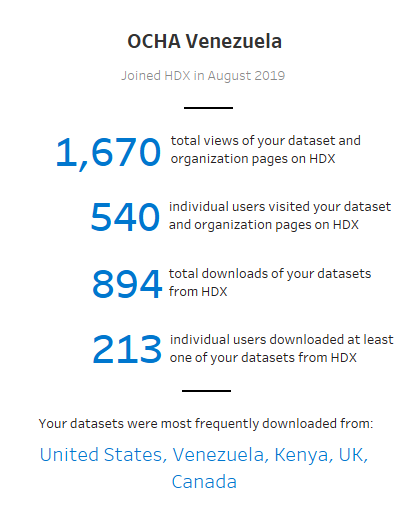 OCHA Venezuela
Joined HDX in August 2019
1,670
total views of your dataset and
organization pages on HDX
540
individual users visited your dataset
and organization pages on HDX
894
total downloads of your datasets
from HDX
213
individual users downloaded at least
one of your datasets from HDX
Your datasets were most frequently downloaded from:
United States, Venezuela, Kenya, UK,
Canada